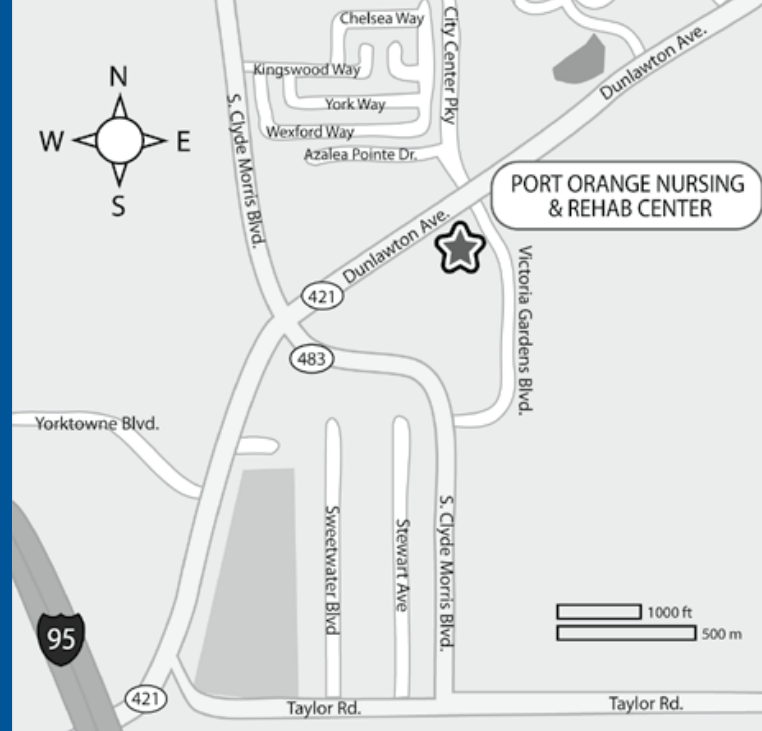 Chelsea Way
City Center Pky
Dunlawton Ave.
Kingswood Way
N
York Way
S. Clyde Morris Blvd.
W
E
Wexford Way
Azalea Pointe Dr.
S
PORT ORANGE NURSING
& REHAB CENTER
Dunlawton Ave.
Victoria Gardens Blvd.
421
483
Yorktowne Blvd.
Sweetwater Blvd
Stewart Ave
S. Clyde Morris Blvd.
1000 ft
500 m
95
421
Taylor Rd.
Taylor Rd.